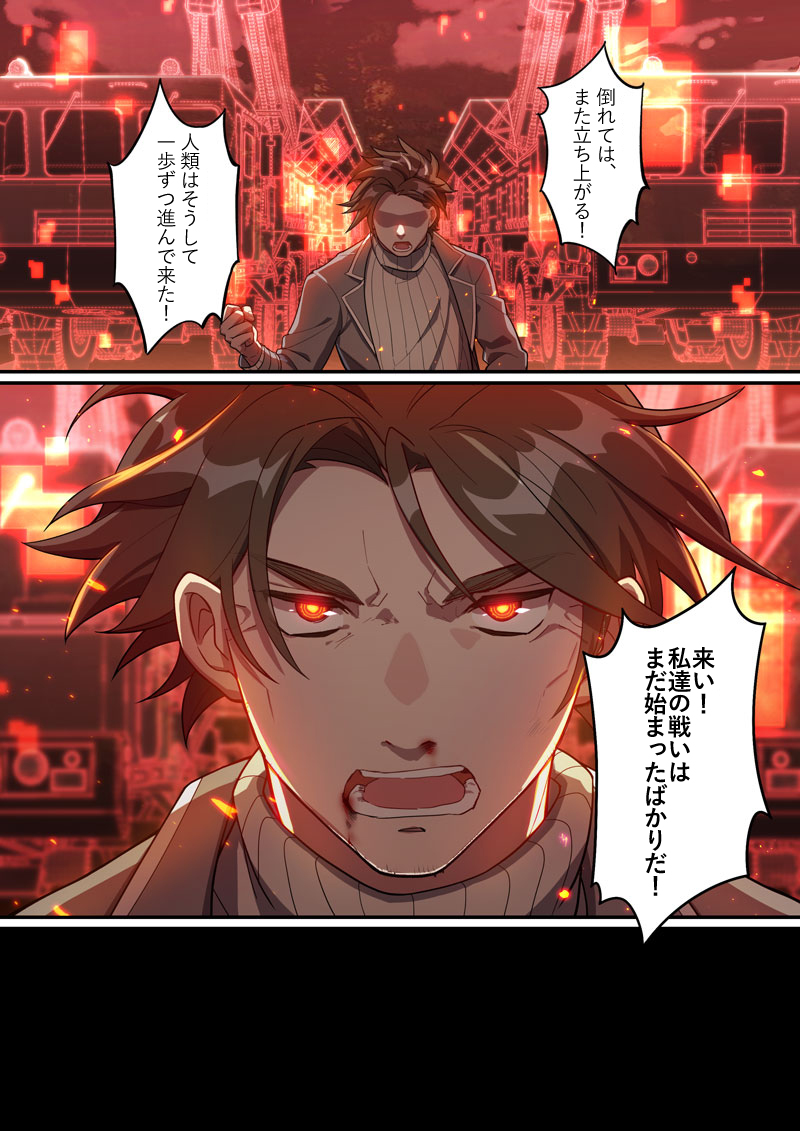 倒れては、
また立ち上がる！
人類はそうして
一歩ずつ進んで来た！
来い！
私達の戦いは
まだ始まったばかりだ！